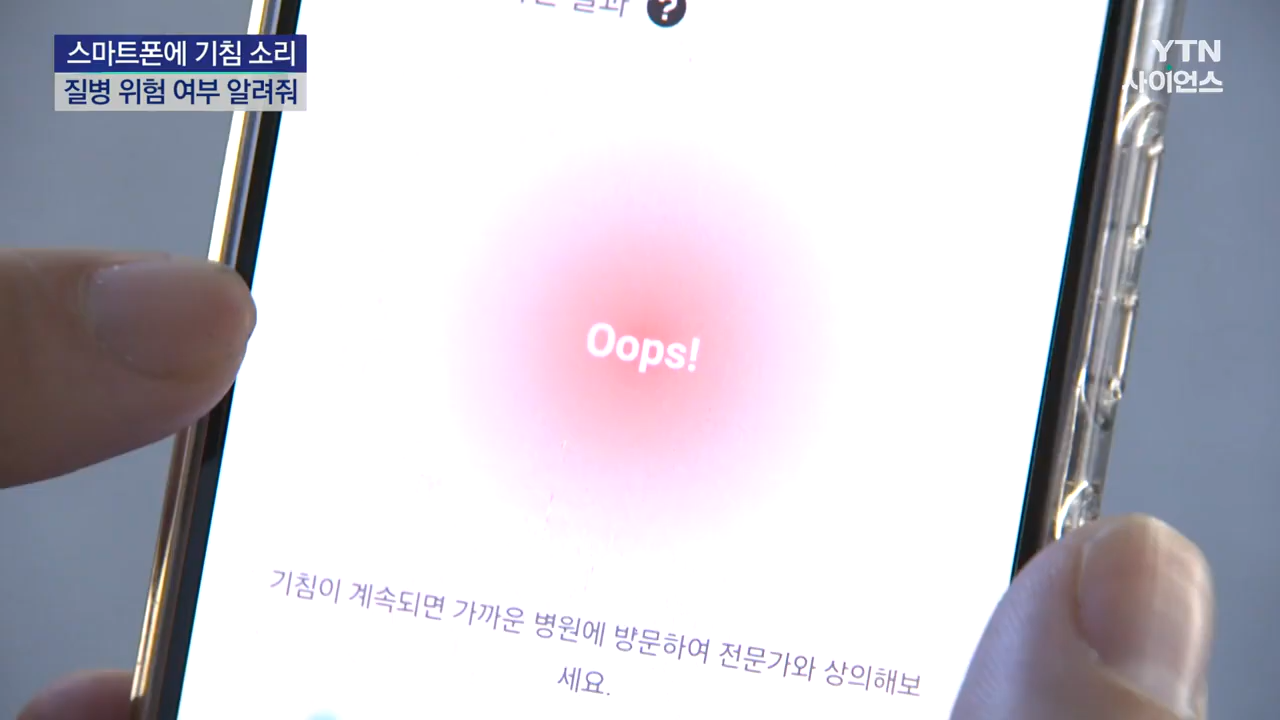 스마트폰에 기침 소리
질병 위험 여부 알려줘
YTN
사이언스
결과 ?
Oops!
기침이 계속되면 가까운 병원에 방문하여 전문가와 상의해보
세요.